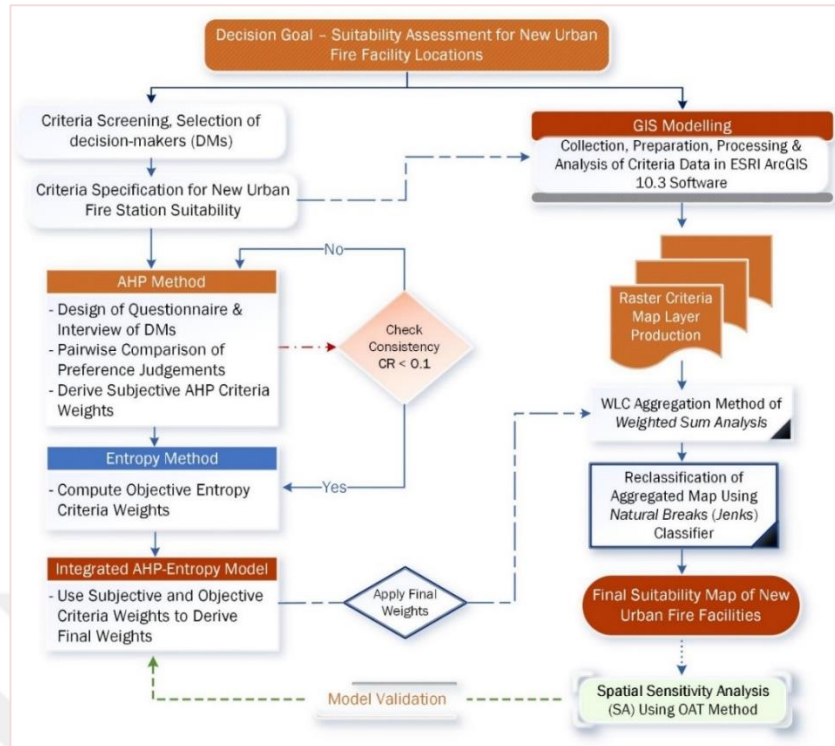 Decision Goal – Suitability Assessment for New Urban
Fire Facility Locations
Criteria Screening, Selection of
decision-makers (DMs)
Criteria Specification for New Urban
Fire Station Suitability
GIS Modelling
Collection, Preparation, Processing &
Analysis of Criteria Data in ESRI ArcGIS
10.3 Software
No
AHP Method
- Design of Questionnaire &
Interview of DMs
- Pairwise Comparison of
Preference Judgements
- Derive Subjective AHP Criteria
Weights
Check
Consistency
CR < 0.1
Raster Criteria
Map Layer
Production
WLC Aggregation Method of
Weighted Sum Analysis
Entropy Method
- Compute Objective Entropy
Criteria Weights
Yes
Reclassification of
Aggregated Map Using
Natural Breaks (Jenks)
Classifier
Integrated AHP-Entropy Model
- Use Subjective and Objective
Criteria Weights to Derive
Final Weights
Apply Final
Weights
Final Suitability Map of New
Urban Fire Facilities
Model Validation
Spatial Sensitivity Analysis
(SA) Using OAT Method